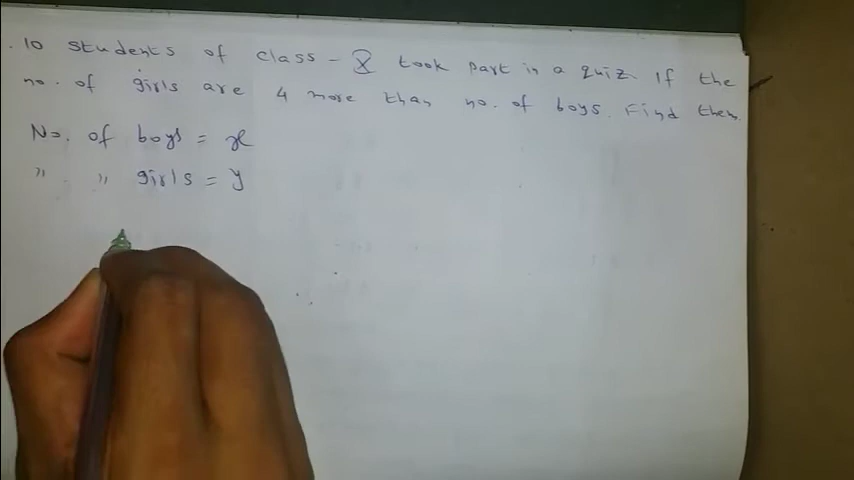 . 10 students of class - X took part in a quiz. If the
no. of girls are 4 more than no. of boys. Find them.
No. of boys = x
" " girls = y